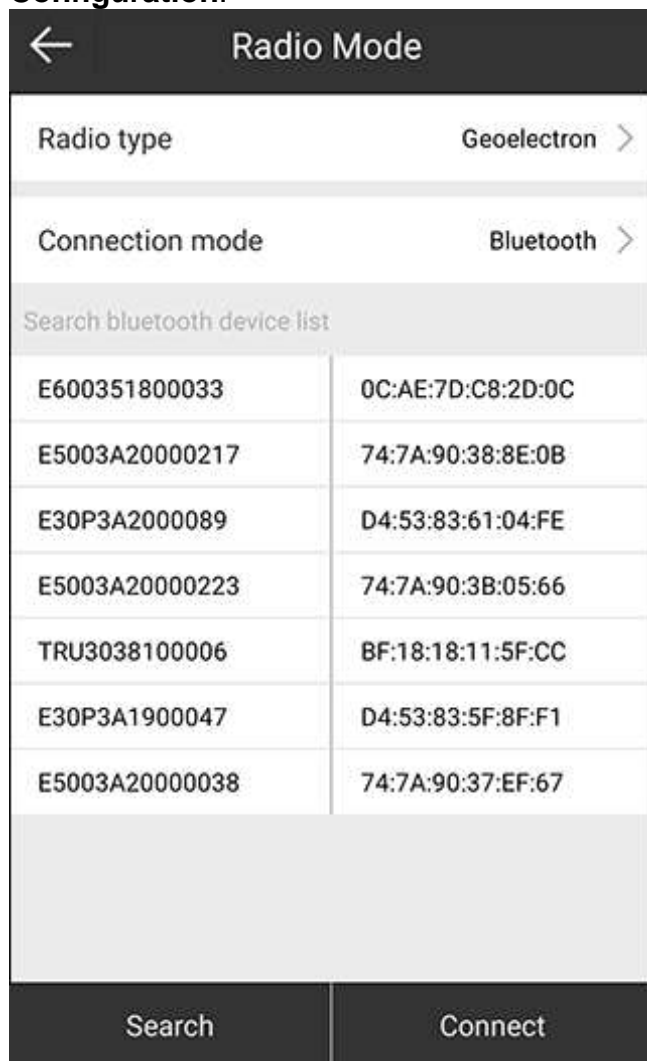 Configuration.
Radio Mode
Radio type Geoelectron
Connection mode Bluetooth
Search bluetooth device list
E600351800033 0C:AE:7D:C8:2D:0C
E5003A20000217 74:7A:90:38:8E:0B
E30P3A2000089 D4:53:83:61:04:FE
E5003A20000223 74:7A:90:3B:05:66
TRU3038100006 BF:18:18:11:5F:CC
E30P3A1900047 D4:53:83:5F:8F:F1
E5003A20000038 74:7A:90:37:EF:67
Search Connect